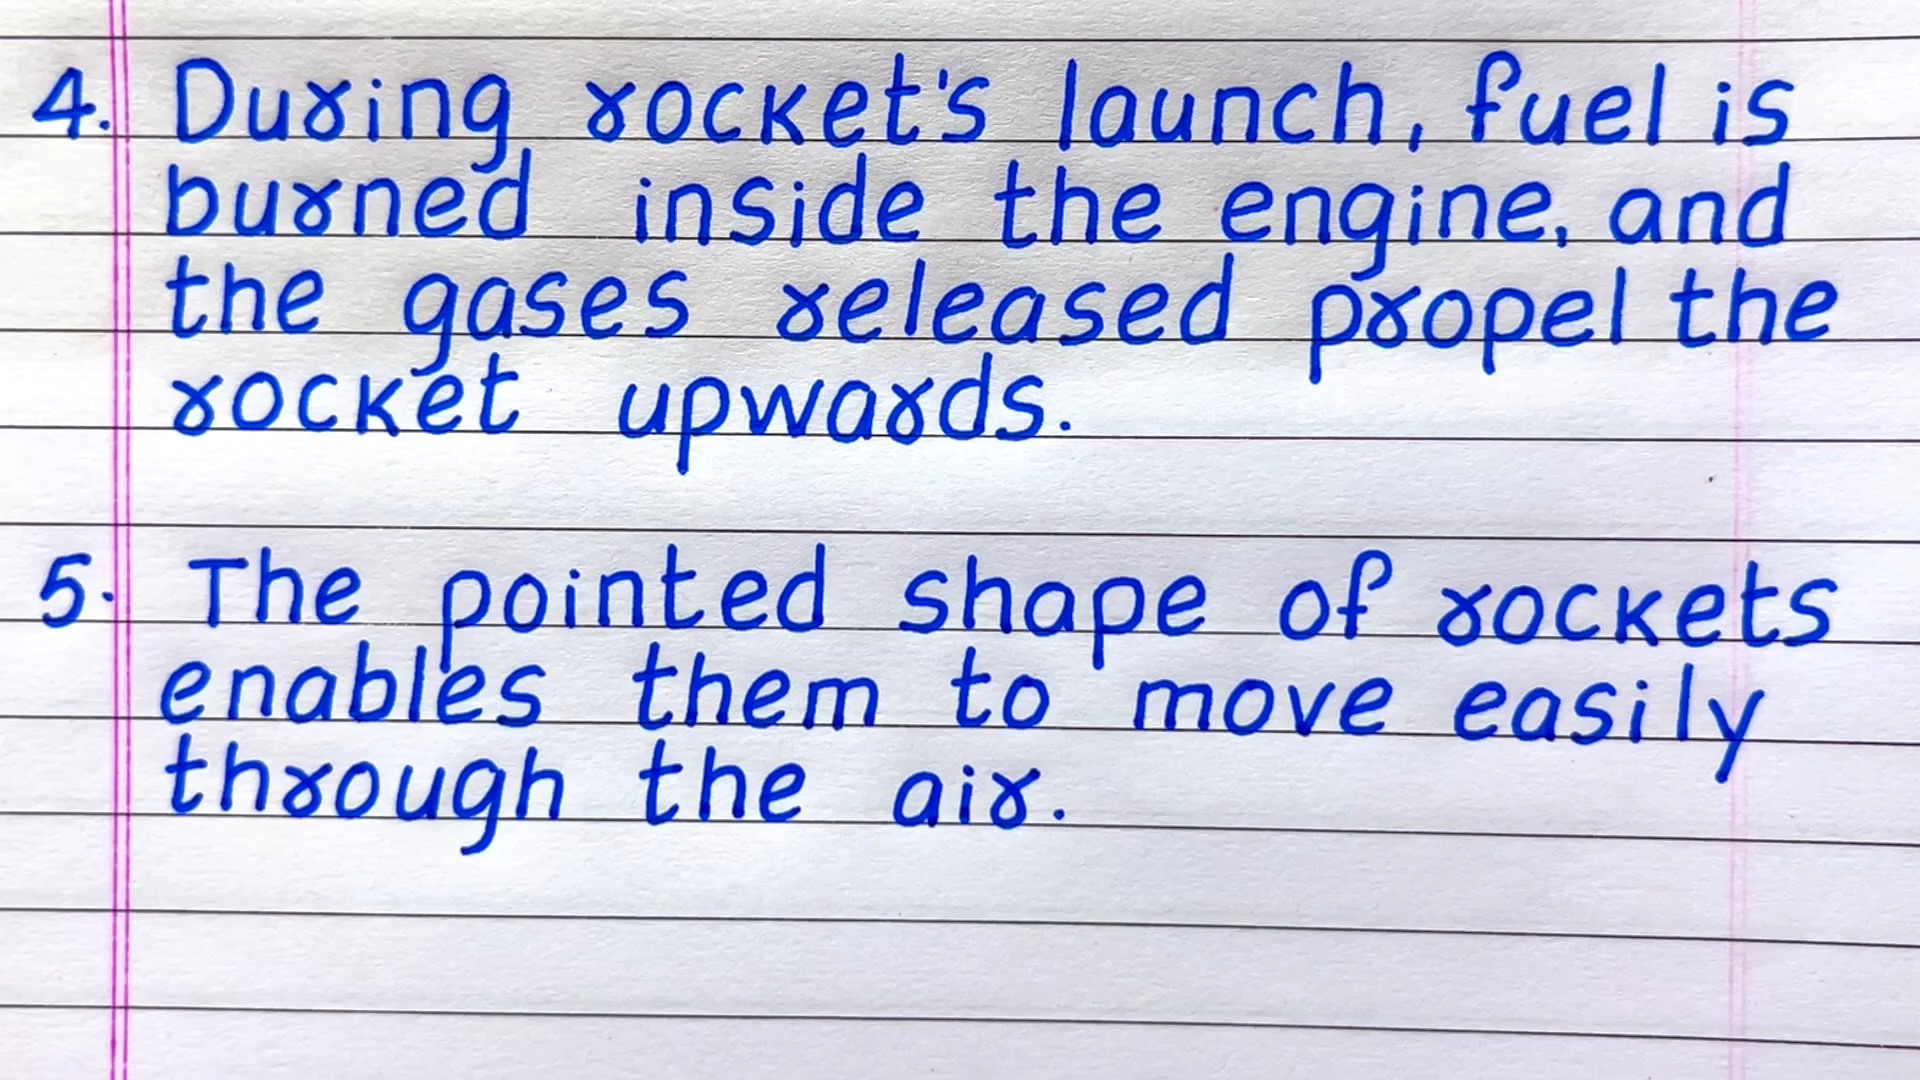 4. During rocket's launch, fuel is
burned inside the engine, and
the gases released propel the
rocket upwards.
5. The pointed shape of rockets
enables them to move easily
through the air.